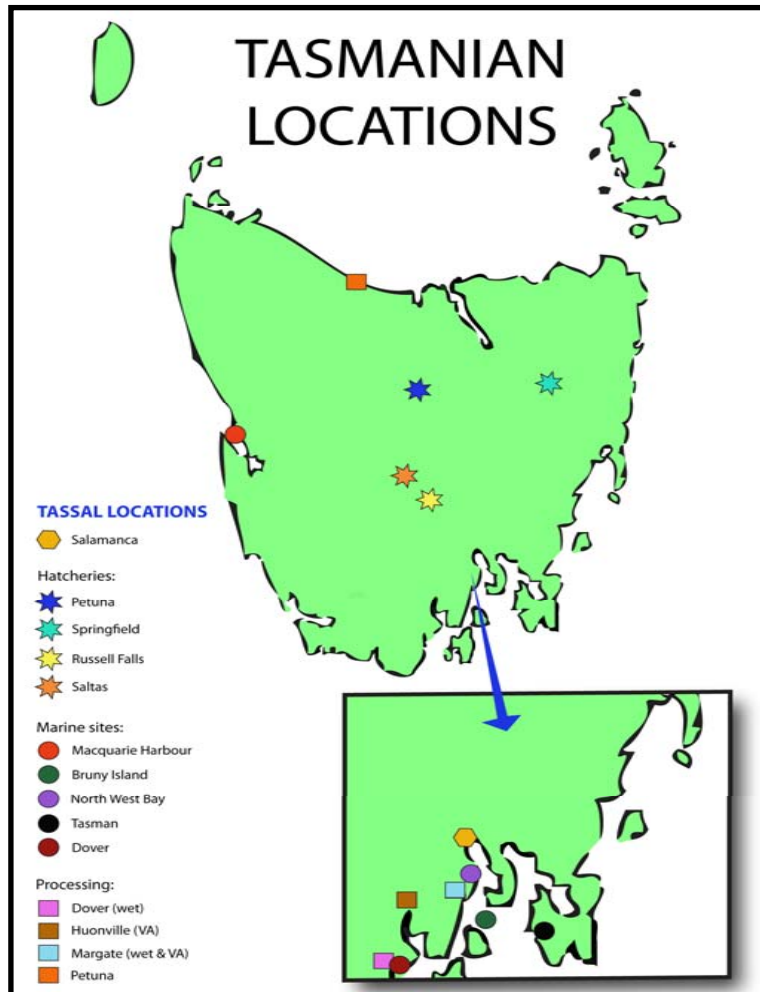 TASMANIAN
LOCATIONS
TASSAL LOCATIONS
Salamanca
Hatcheries:
Petuna
Springfield
Russell Falls
Saltas
Marine sites:
Macquarie Harbour
Bruny Island
North West Bay
Tasman
Dover
Processing:
Dover (wet)
Huonville (VA)
Margate (wet & VA)
Petuna